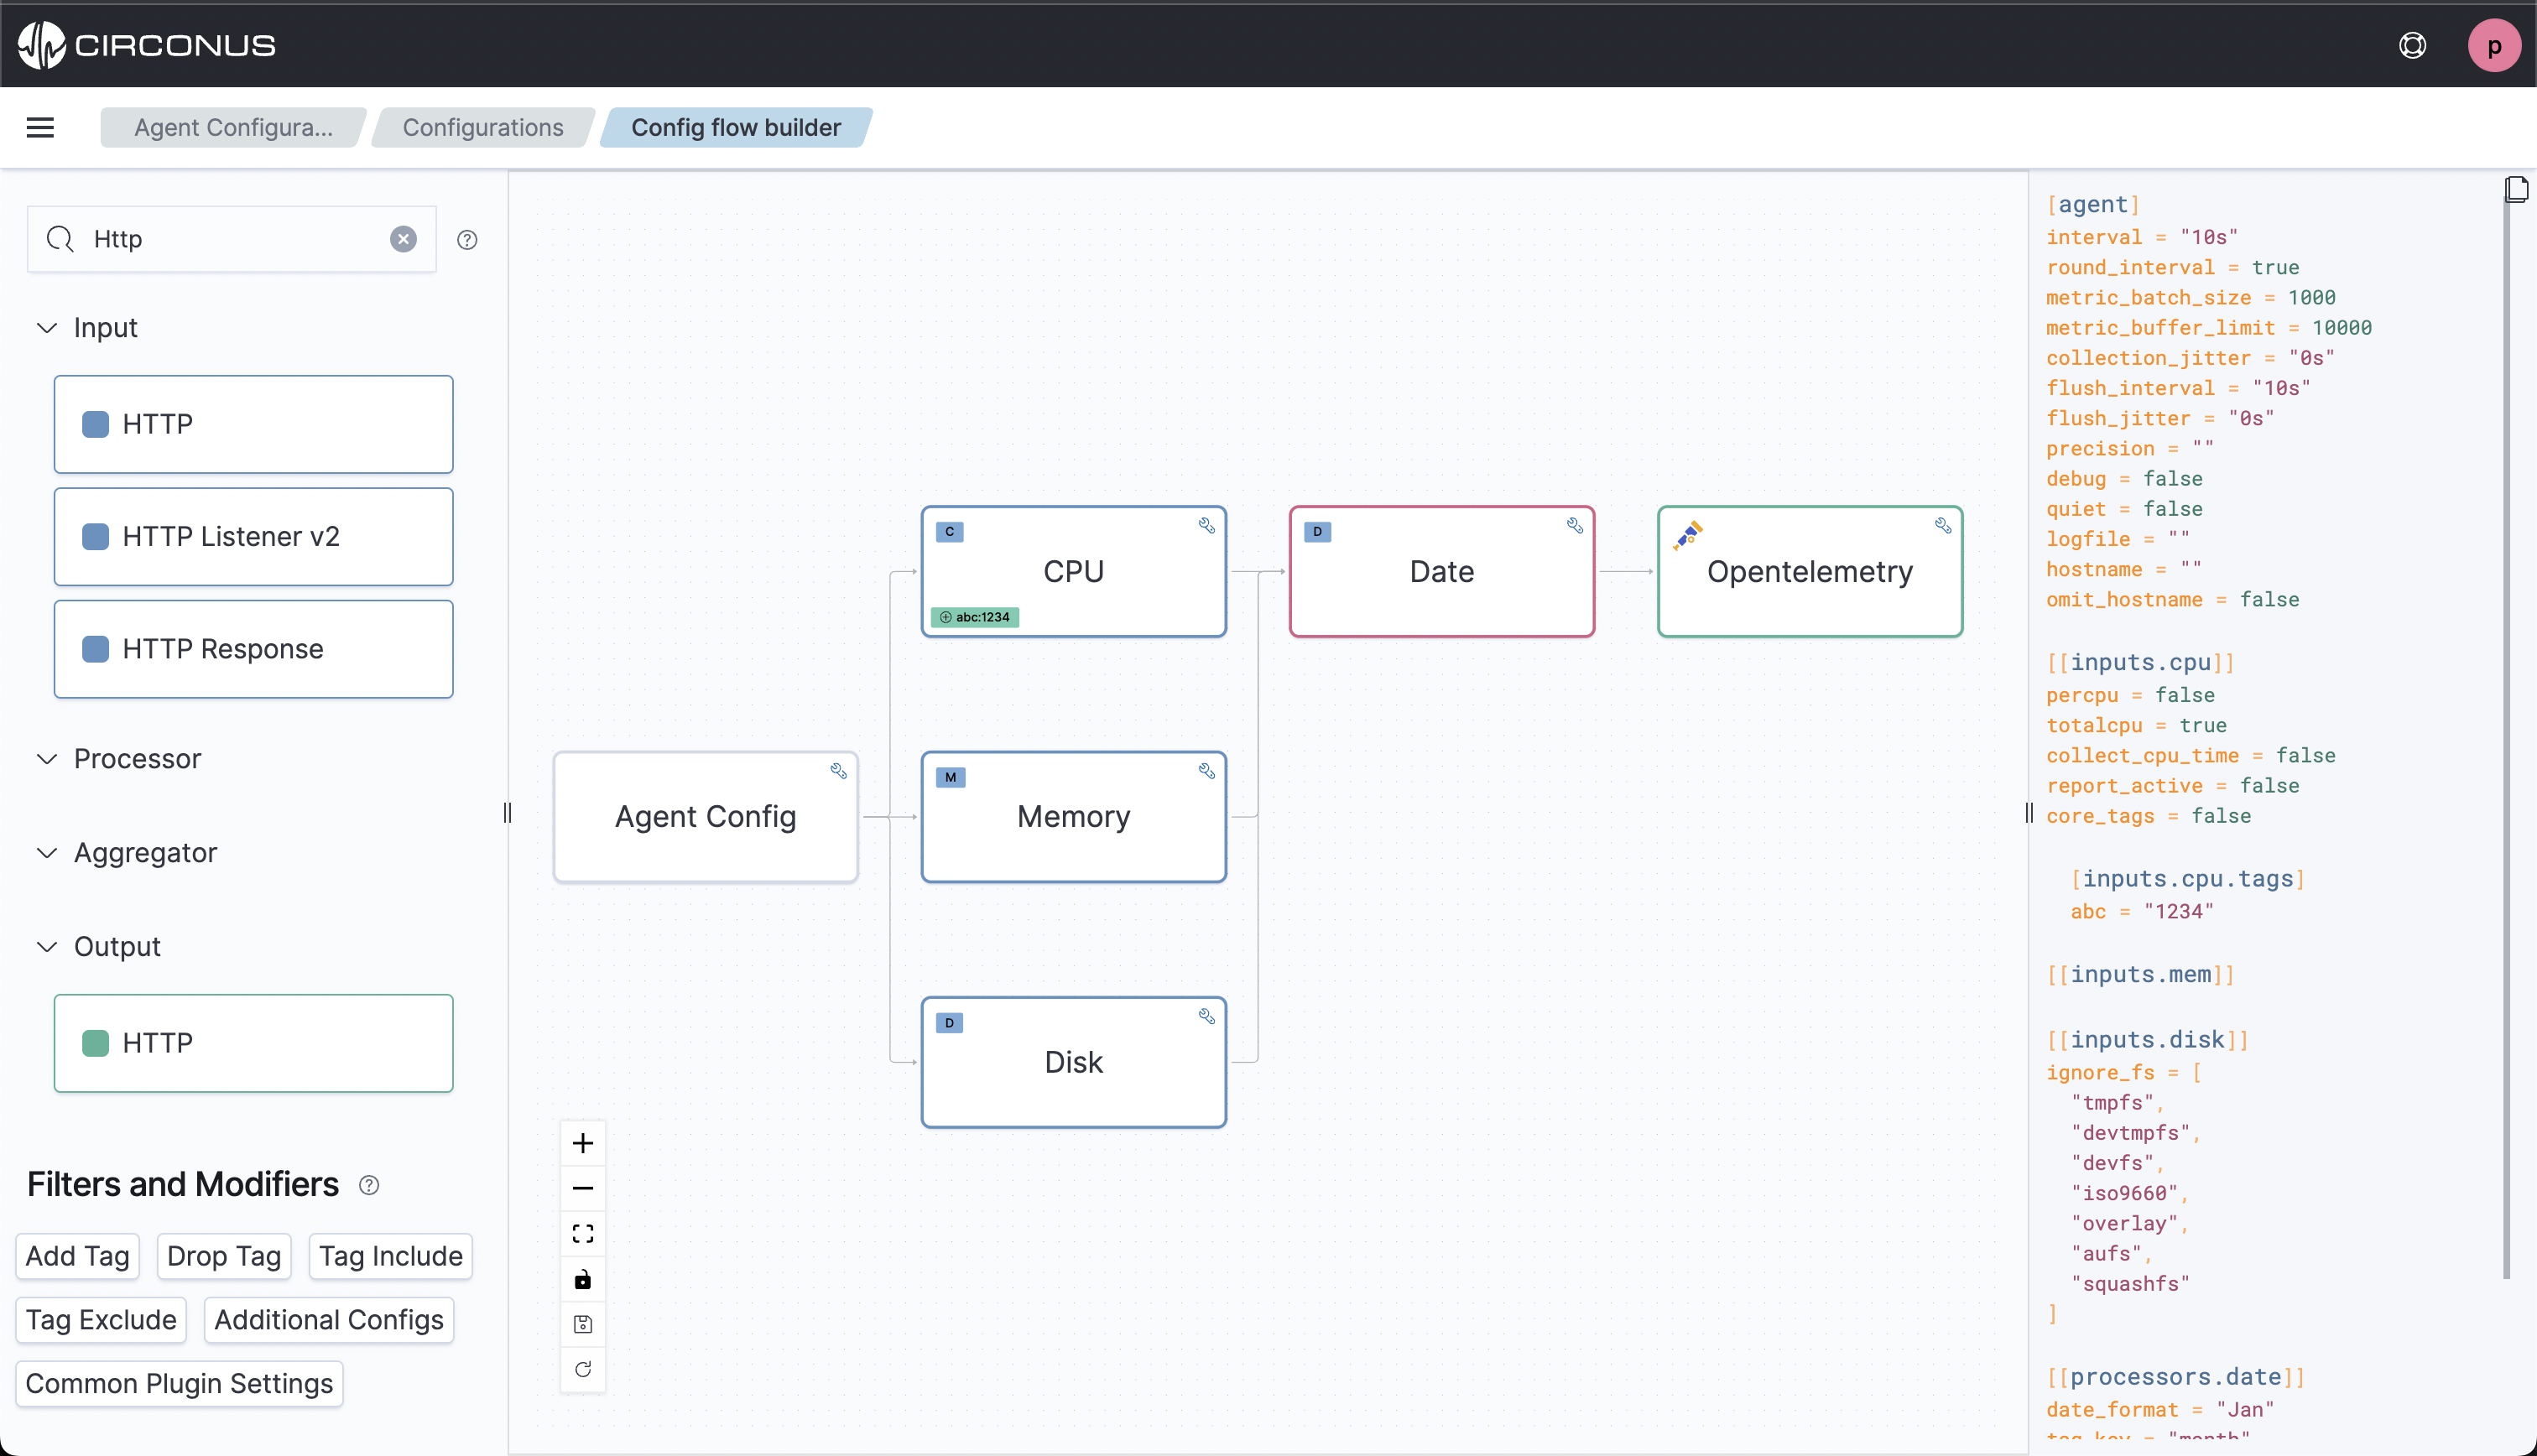 CIRCONUS
p
Agent Configura...
Configurations
Config flow builder
Http
Input
HTTP
HTTP Listener v2
HTTP Response
Processor
Aggregator
Output
HTTP
Filters and Modifiers
Add Tag
Drop Tag
Tag Include
Tag Exclude
Additional Configs
Common Plugin Settings
Agent Config
C
CPU
abc:1234
M
Memory
D
Disk
D
Date
Opentelemetry
[agent]
interval = "10s"
round_interval = true
metric_batch_size = 1000
metric_buffer_limit = 10000
collection_jitter = "0s"
flush_interval = "10s"
flush_jitter = "0s"
precision = ""
debug = false
quiet = false
logfile = ""
hostname = ""
omit_hostname = false
[[inputs.cpu]]
percpu = false
totalcpu = true
collect_cpu_time = false
report_active = false
core_tags = false
[inputs.cpu.tags]
abc = "1234"
[[inputs.mem]]
[[inputs.disk]]
ignore_fs = [
"tmpfs",
"devtmpfs",
"devfs",
"iso9660",
"overlay",
"aufs",
"squashfs"
]
[[processors.date]]
date_format = "Jan"
tag_key = "month"